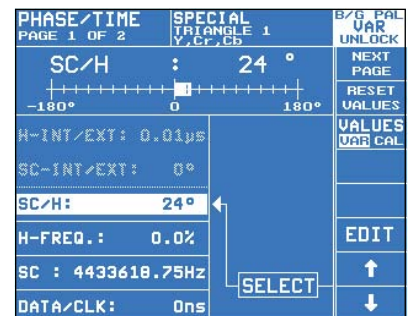 PHASE/TIME
PAGE 1 OF 2
SPECIAL
TRIANGLE 1
Y,Cr,Cb
B/G PAL
VAR
UNLOCK
SC/H : 24 °
-180° 0 180°
NEXT
PAGE
RESET
VALUES
VALUES
VAR CAL
H-INT/EXT: 0.01µs
SC-INT/EXT: 0°
SC/H: 24°
H-FREQ.: 0.0%
SC : 4433618.75Hz
DATA/CLK: 0ns
SELECT
EDIT